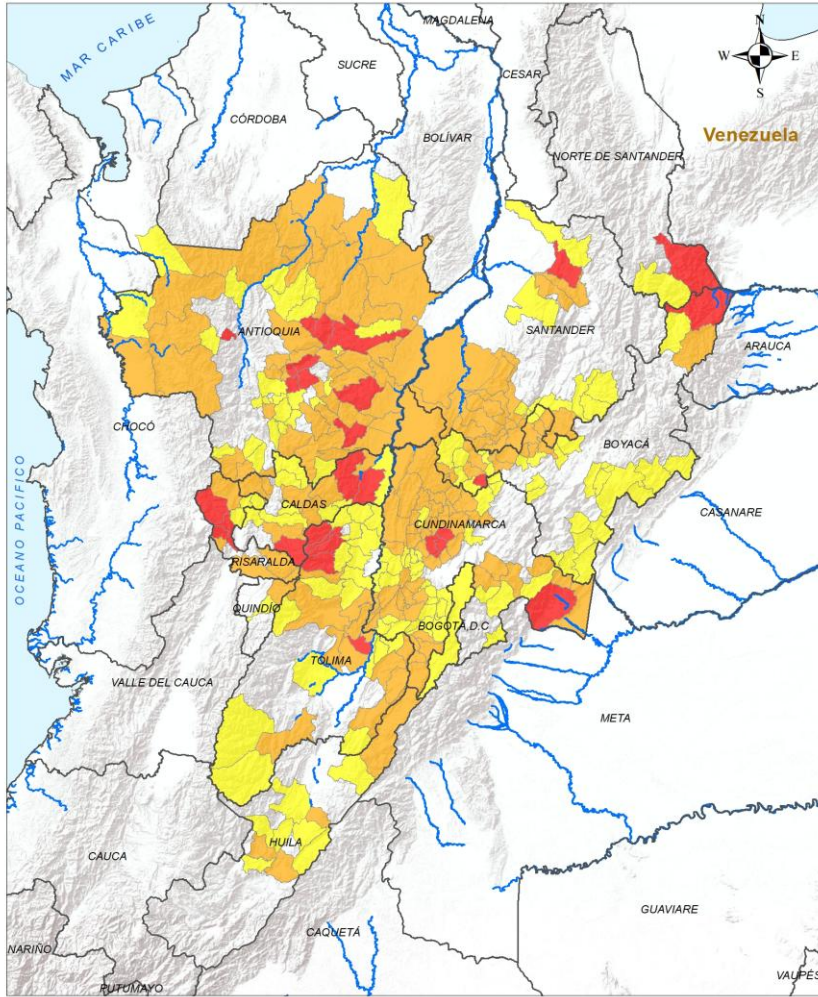 MAGDALENA
N
MAR CARIBE
SUCRE
W
E
CESAR
S
CÓRDOBA
BOLÍVAR
Venezuela
NORTE DE SANTANDER
ANTIOQUIA
SANTANDER
ARAUCA
CHOCÓ
BOYACÁ
CALDAS
CASANARE
CUNDINAMARCA
OCEANO PACIFICO
RISARALDA
QUINDÍO
BOGOTÁ,D.C
TOLIMA
VALLE DEL CAUCA
META
HUILA
CAUCA
GUAVIARE
CAQUETÁ
NARIÑO
VAUPÉS
PUTUMAYO